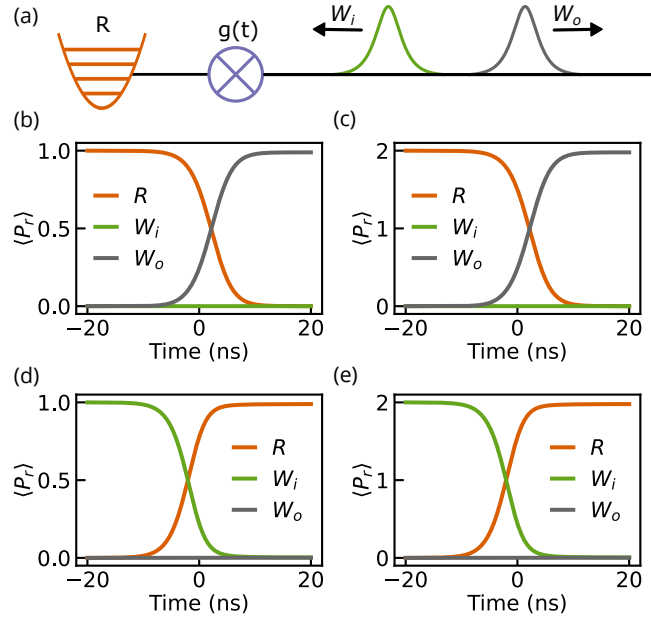 (a)
R
g(t)
W_i
W_o
(b)
1.0
0.5
0.0
⟨P_r⟩
R
W_i
W_o
−20
0
20
Time (ns)
(c)
2
1
0
⟨P_r⟩
R
W_i
W_o
−20
0
20
Time (ns)
(d)
1.0
0.5
0.0
⟨P_r⟩
R
W_i
W_o
−20
0
20
Time (ns)
(e)
2
1
0
⟨P_r⟩
R
W_i
W_o
−20
0
20
Time (ns)